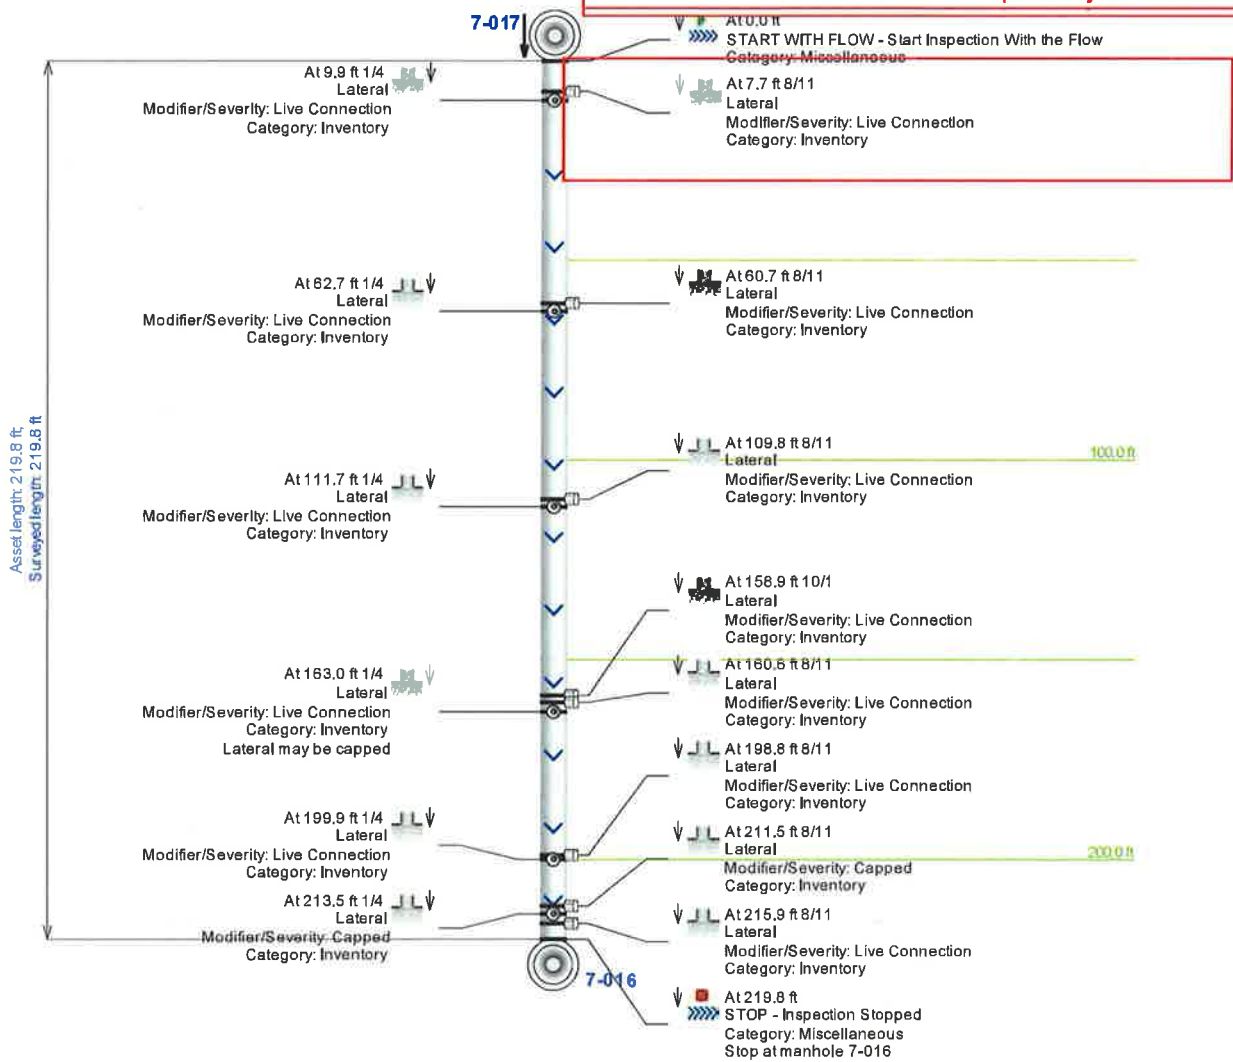 7-017
At 0.0 ft
START WITH FLOW - Start Inspection With the Flow
Category: Miscellaneous
At 9.9 ft 1/4
Lateral
Modifier/Severity: Live Connection
Category: Inventory
At 7.7 ft 8/11
Lateral
Modifier/Severity: Live Connection
Category: Inventory
At 62.7 ft 1/4
Lateral
Modifier/Severity: Live Connection
Category: Inventory
At 60.7 ft 8/11
Lateral
Modifier/Severity: Live Connection
Category: Inventory
Asset length: 219.8 ft;
Surveyed length: 219.8 ft
At 109.8 ft 8/11
Lateral
Modifier/Severity: Live Connection
Category: Inventory
100.0 ft
At 111.7 ft 1/4
Lateral
Modifier/Severity: Live Connection
Category: Inventory
At 158.9 ft 10/1
Lateral
Modifier/Severity: Live Connection
Category: Inventory
At 163.0 ft 1/4
Lateral
Modifier/Severity: Live Connection
Category: Inventory
Lateral may be capped
At 160.6 ft 8/11
Lateral
Modifier/Severity: Live Connection
Category: Inventory
At 198.8 ft 8/11
Lateral
Modifier/Severity: Live Connection
Category: Inventory
At 199.9 ft 1/4
Lateral
Modifier/Severity: Live Connection
Category: Inventory
At 211.5 ft 8/11
Lateral
Modifier/Severity: Capped
Category: Inventory
200.0 ft
At 213.5 ft 1/4
Lateral
Modifier/Severity: Capped
Category: Inventory
At 215.9 ft 8/11
Lateral
Modifier/Severity: Live Connection
Category: Inventory
7-016
At 219.8 ft
STOP - Inspection Stopped
Category: Miscellaneous
Stop at manhole 7-016